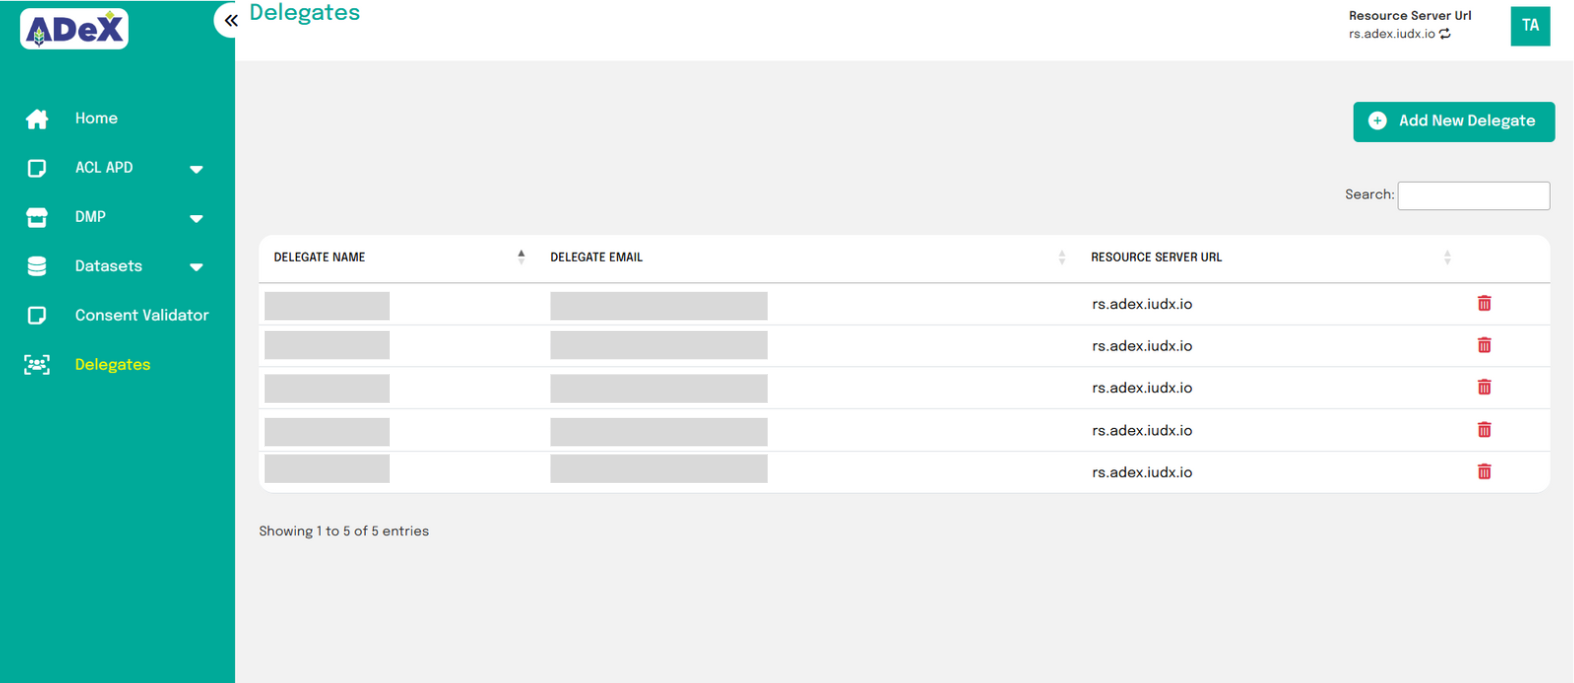 ADeX
«
Delegates
Resource Server Url
rs.adex.iudx.io
TA
Home
ACL APD
DMP
Datasets
Consent Validator
Delegates
Add New Delegate
Search:
DELEGATE NAME DELEGATE EMAIL RESOURCE SERVER URL
rs.adex.iudx.io
rs.adex.iudx.io
rs.adex.iudx.io
rs.adex.iudx.io
rs.adex.iudx.io
Showing 1 to 5 of 5 entries